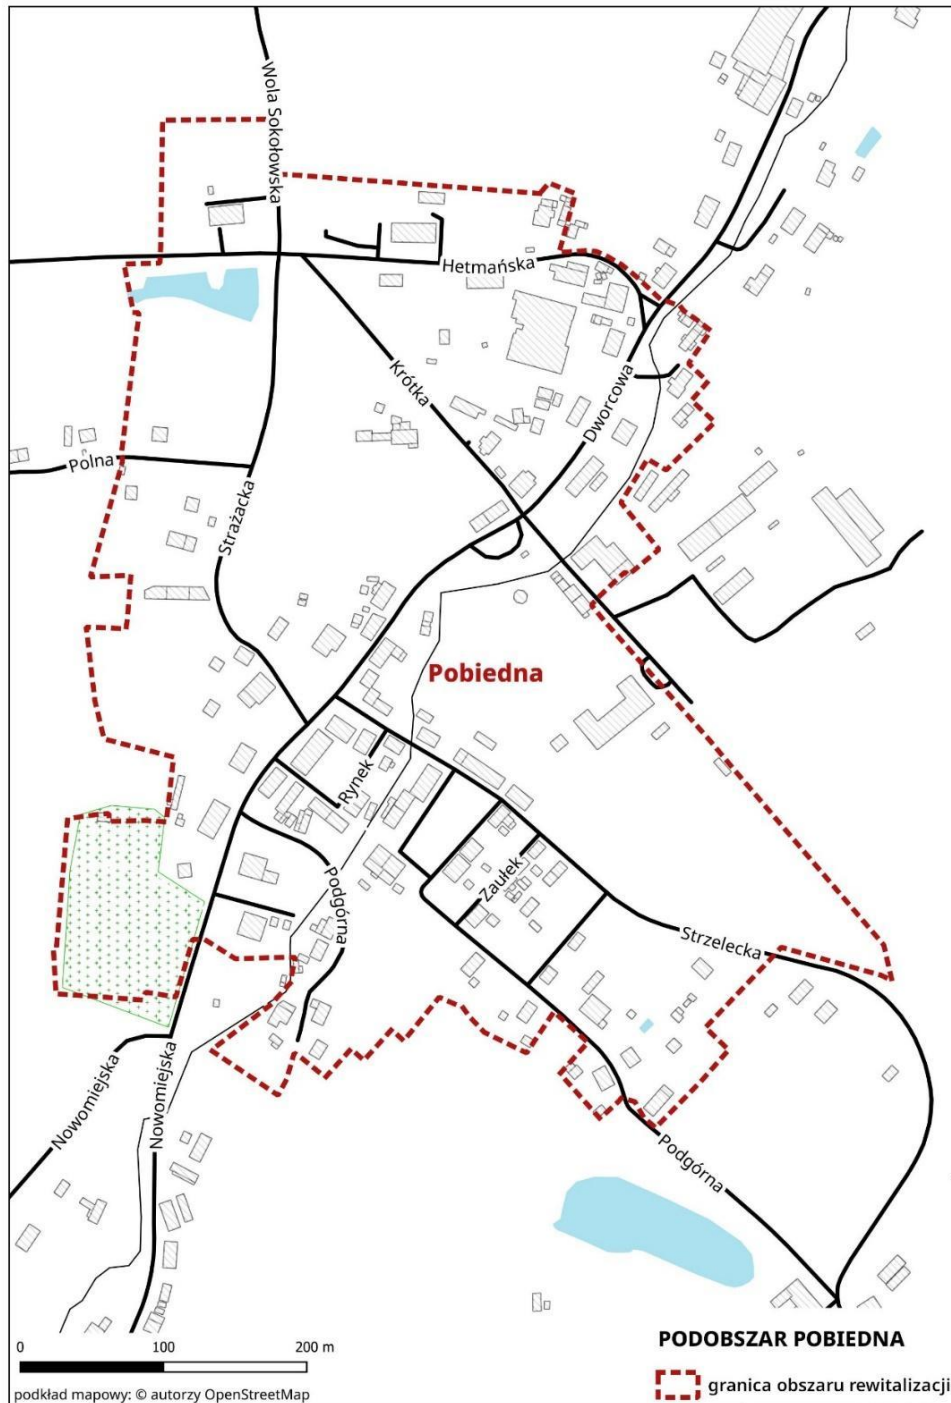 Wola Sokołowska
Hetmańska
Krótka
Dworcowa
Polna
Strażacka
Pobiedna
Rynek
Zaułek
Podgórna
Strzelecka
Nowomiejska
Nowomiejska
Podgórna
0 100 200 m
podkład mapowy: © autorzy OpenStreetMap
PODOBSZAR POBIEDNA
granica obszaru rewitalizacji